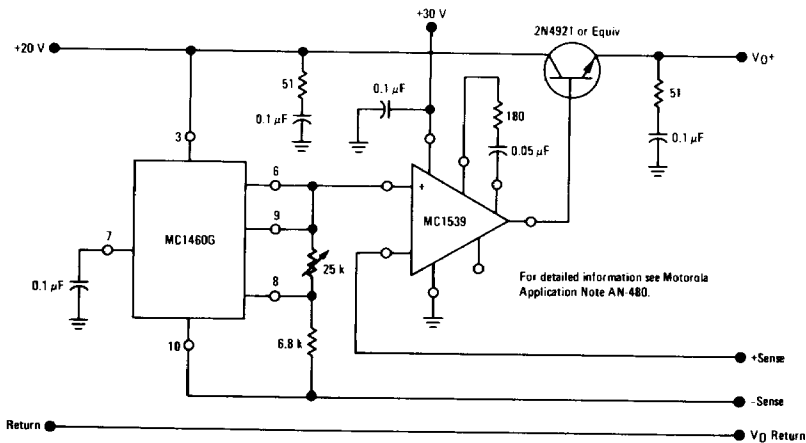 +30 V
2N4921 or Equiv
+20 V
VO+
51
0.1 µF
0.1 µF
180
0.05 µF
51
0.1 µF
3
6
+
MC1460G
MC1539
9
7
25 k
0.1 µF
8
For detailed information see Motorola
Application Note AN-480.
10
6.8 k
+Sense
-Sense
Return
VO Return